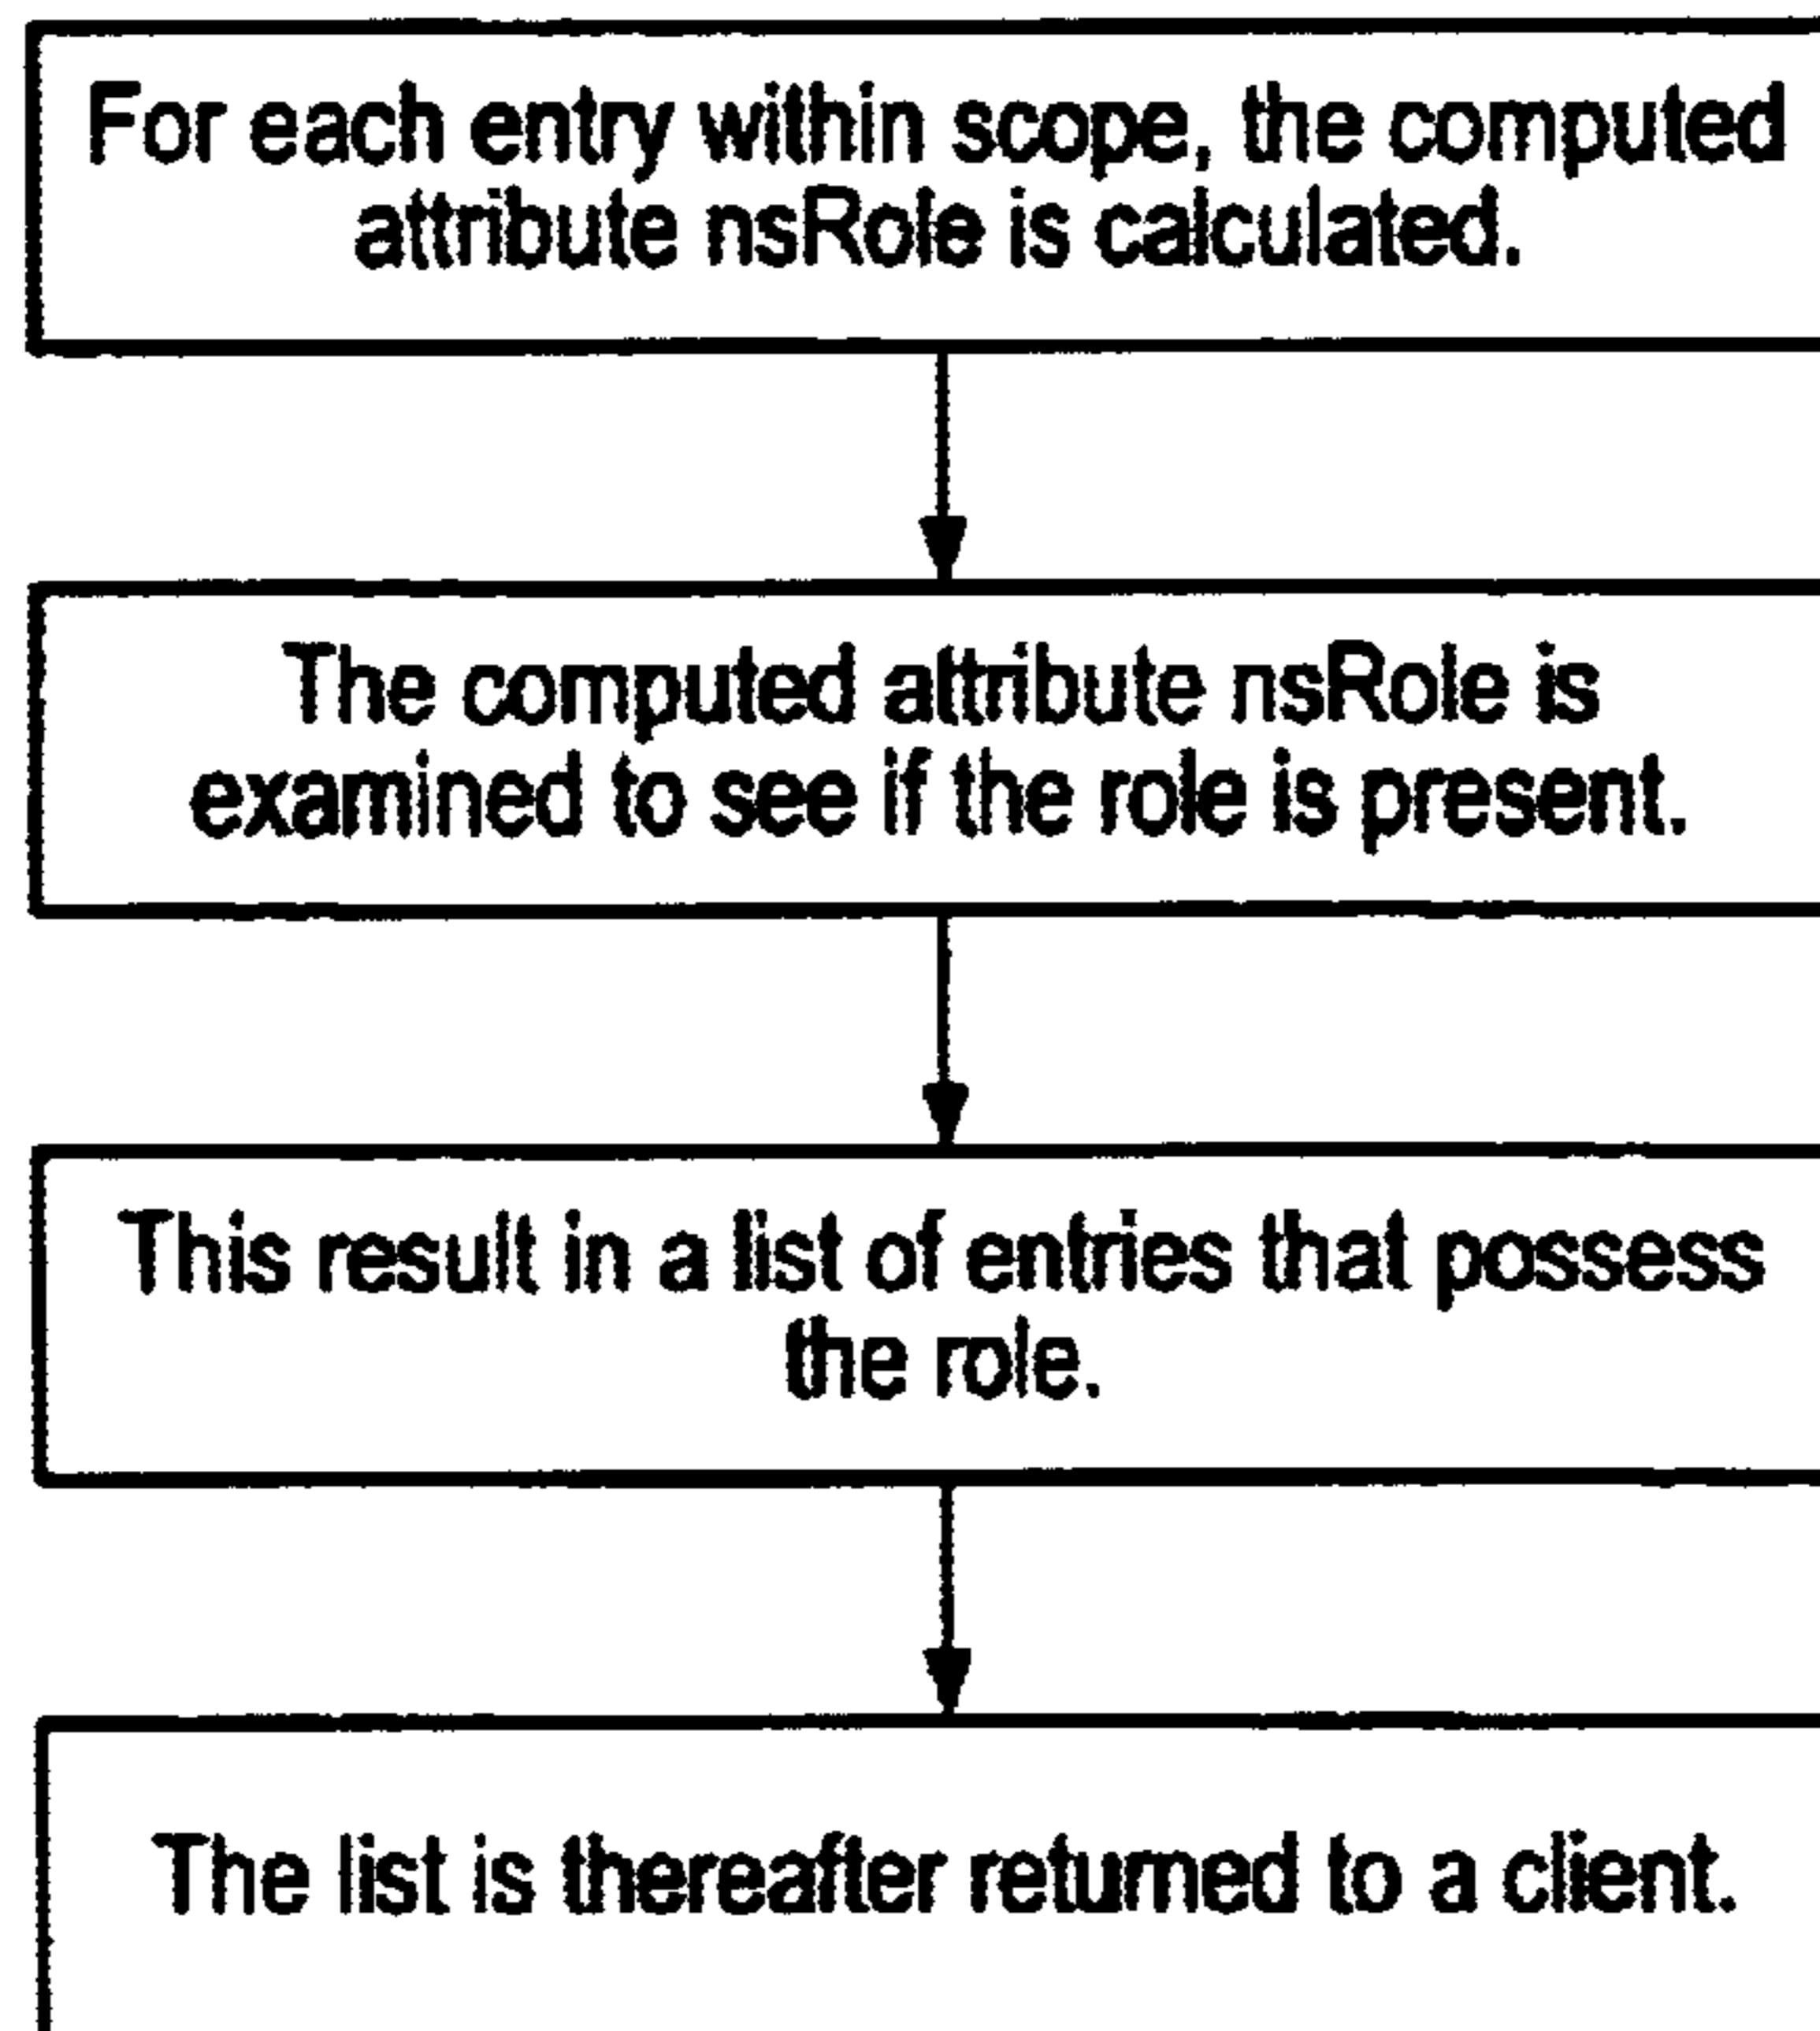 For each entry within scope, the computed
attribute nsRole is calculated.
The computed attribute nsRole is
examined to see if the role is present.
This result in a list of entries that possess
the role.
The list is thereafter returned to a client.